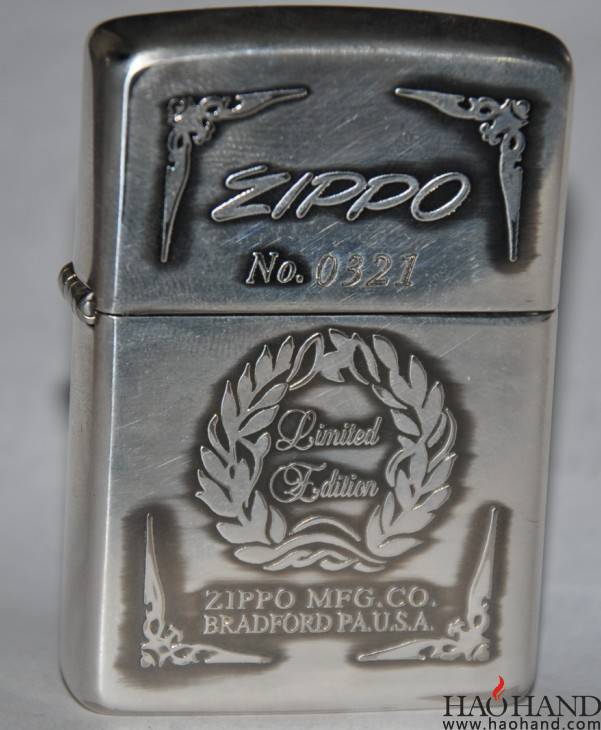 ZIPPO
No. 0321
Limited
Edition
ZIPPO MFG.CO.
BRADFORD PA.U.S.A.
HAOHAND
www.haohand.com